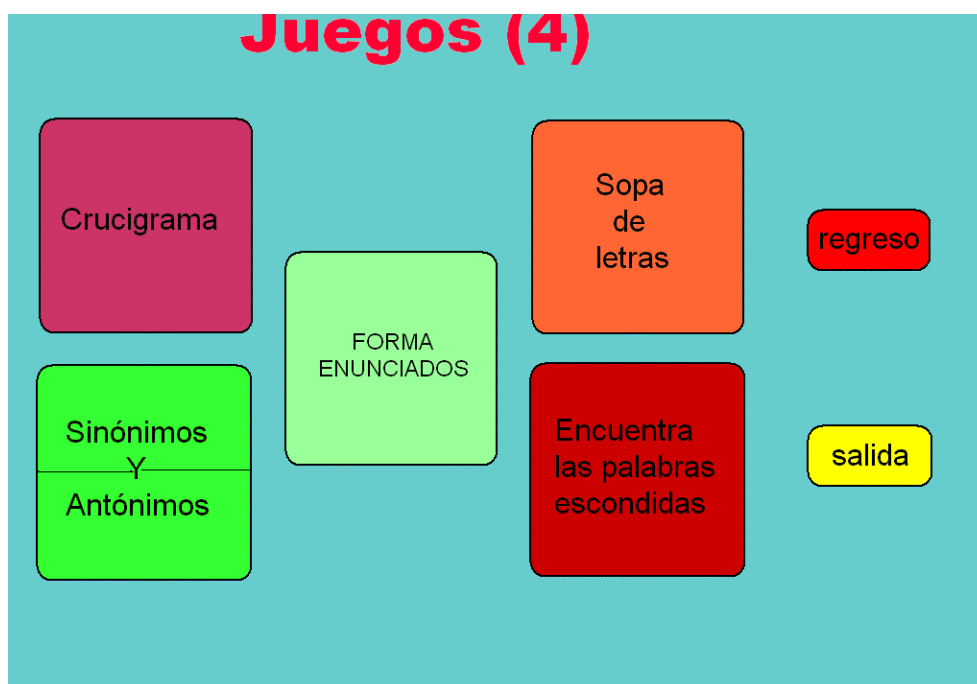 Juegos (4)
Crucigrama
Sopa
de
letras
regreso
FORMA
ENUNCIADOS
Sinónimos
Y
Antónimos
Encuentra
las palabras
escondidas
salida